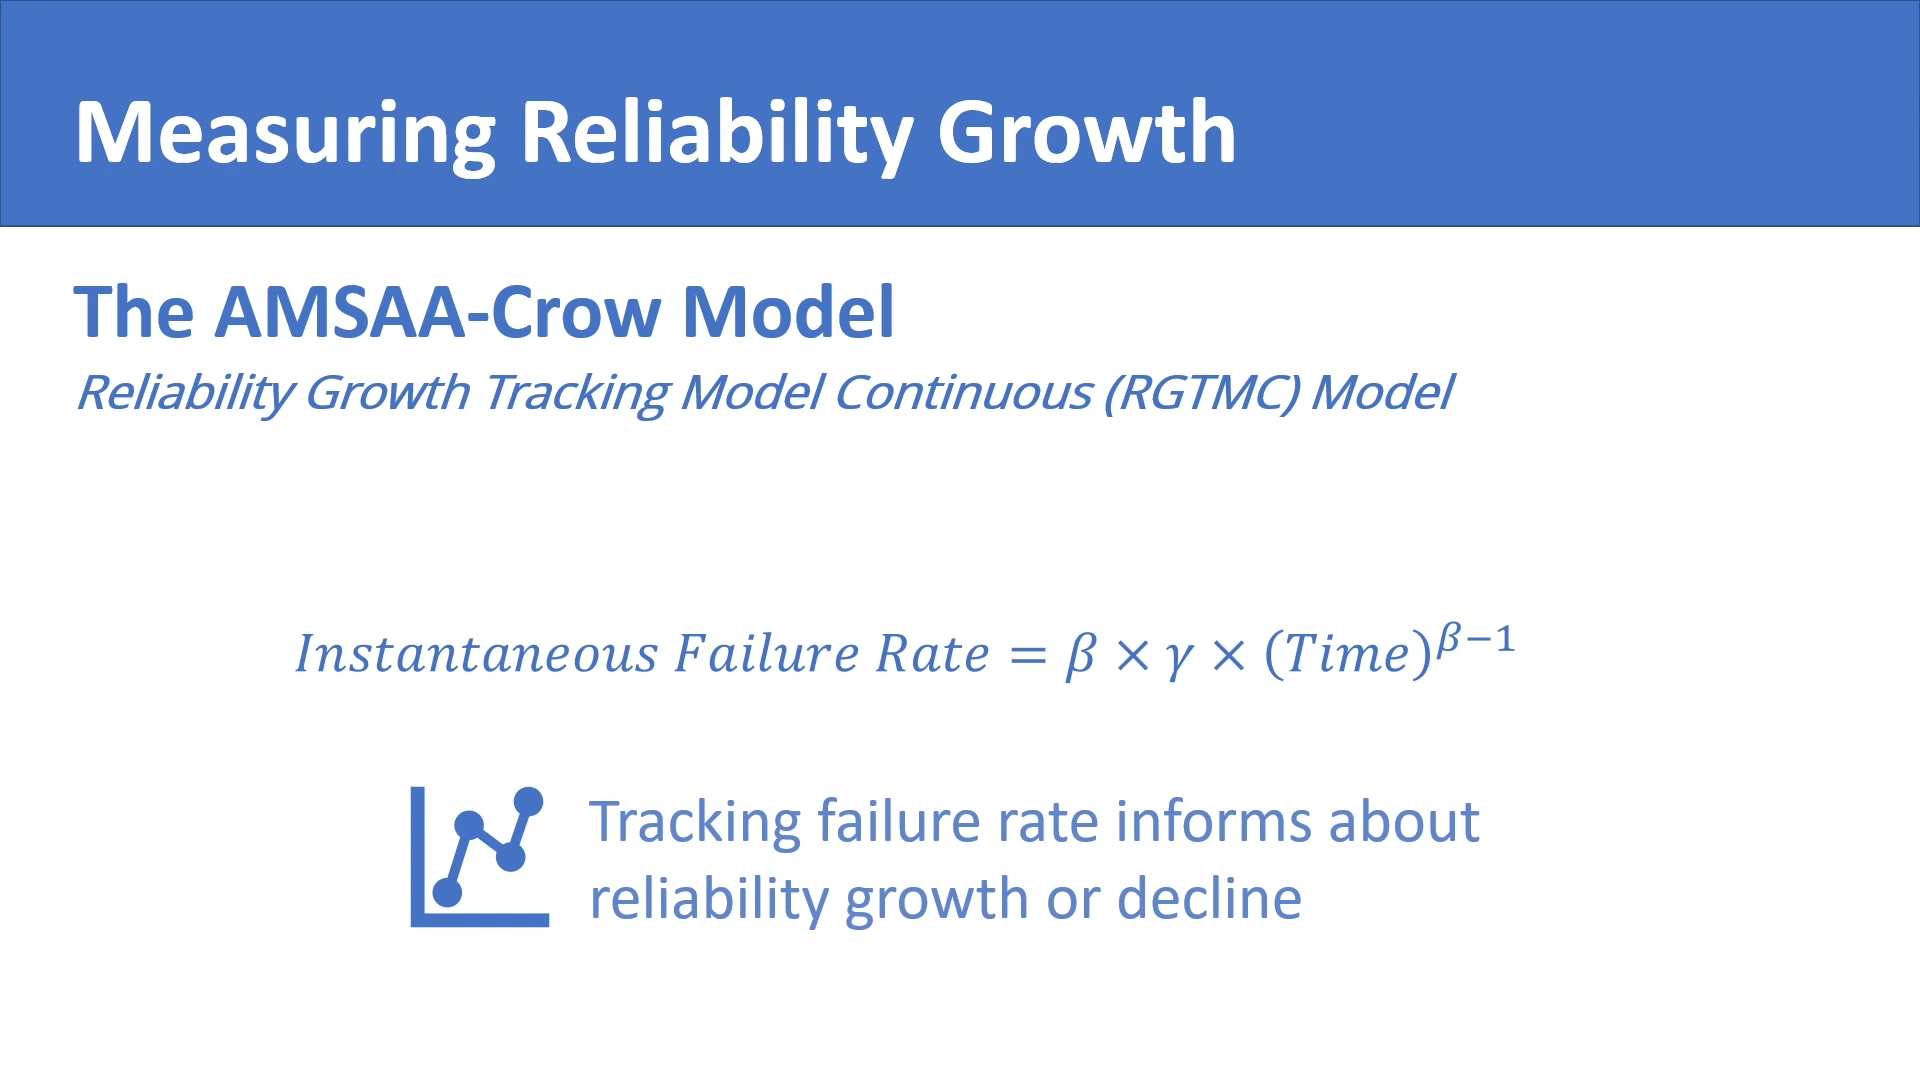 Measuring Reliability Growth
The AMSAA-Crow Model
Reliability Growth Tracking Model Continuous (RGTMC) Model
Instantaneous Failure Rate = β × γ × (Time)^{β−1}
Tracking failure rate informs about
reliability growth or decline